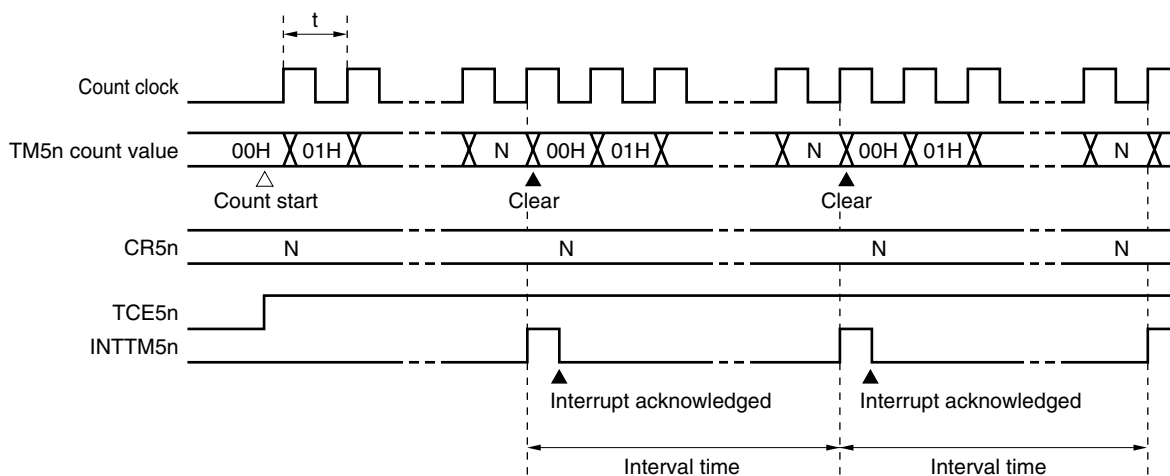 t
Count clock
TM5n count value 00H 01H N 00H 01H N 00H 01H N
Count start Clear Clear
CR5n N N N N
TCE5n
INTTM5n
Interrupt acknowledged Interrupt acknowledged
Interval time Interval time